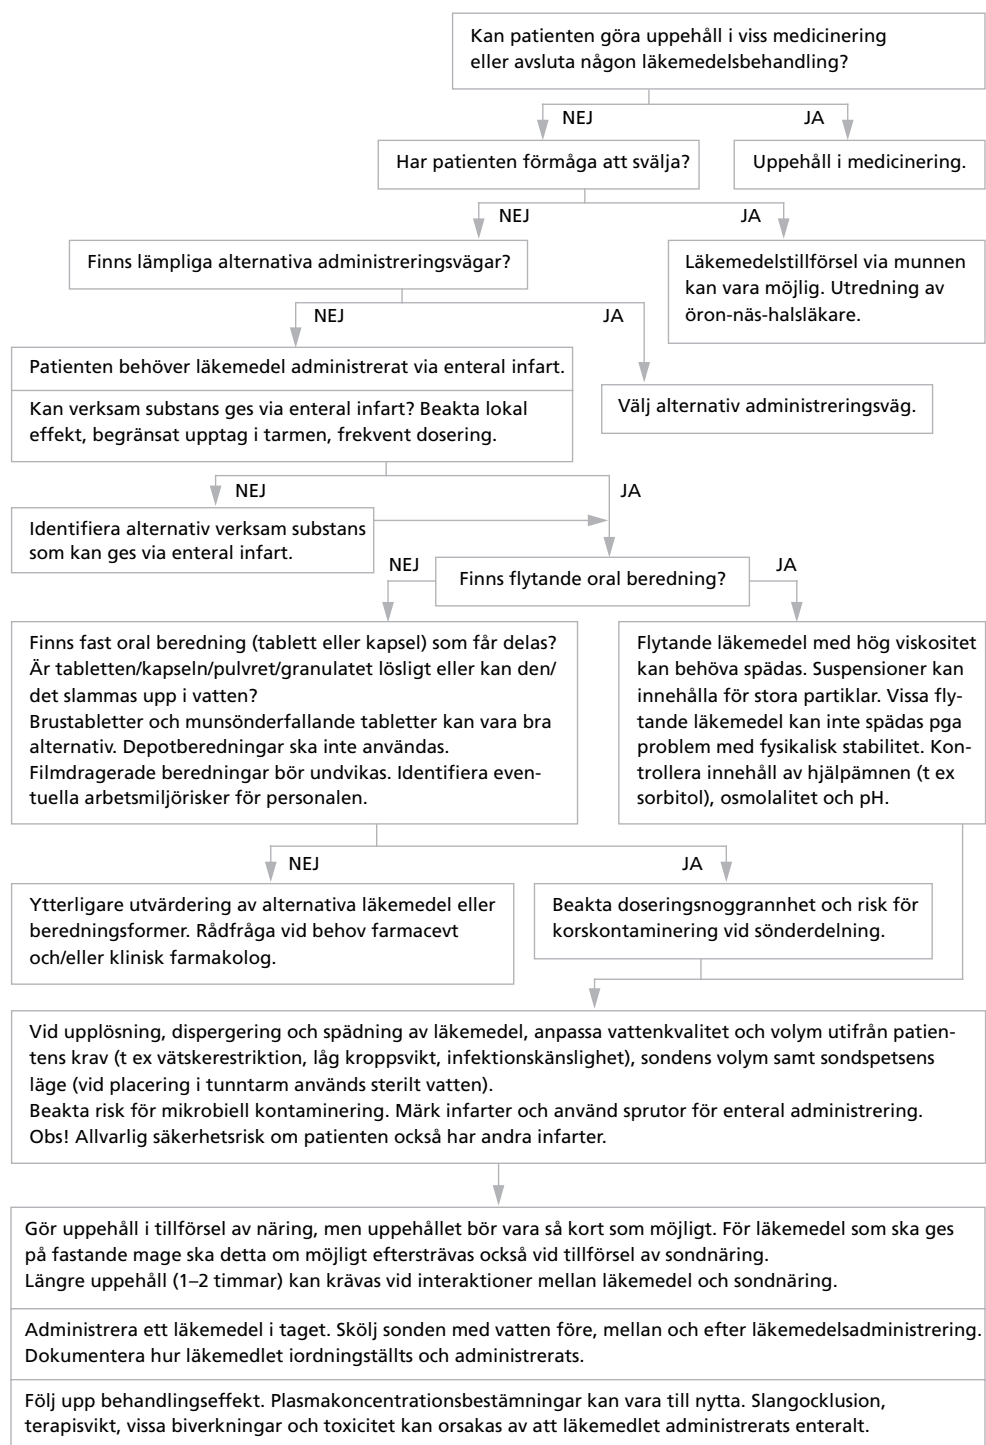 Kan patienten göra uppehåll i viss medicinering
eller avsluta någon läkemedelsbehandling?
NEJ
JA
Har patienten förmåga att svälja?
Uppehåll i medicinering.
NEJ
JA
Finns lämpliga alternativa administreringsvägar?
Läkemedelstillförsel via munnen
kan vara möjlig. Utredning av
öron-näs-halsläkare.
NEJ
JA
Patienten behöver läkemedel administrerat via enteral infart.
Kan verksam substans ges via enteral infart? Beakta lokal
effekt, begränsat upptag i tarmen, frekvent dosering.
Välj alternativ administreringsväg.
NEJ
JA
Identifiera alternativ verksam substans
som kan ges via enteral infart.
NEJ
Finns flytande oral beredning?
JA
Finns fast oral beredning (tablett eller kapsel) som får delas?
Är tabletten/kapseln/pulvret/granulatet lösligt eller kan den/
det slammas upp i vatten?
Brustabletter och munsönderfallande tabletter kan vara bra
alternativ. Depotberedningar ska inte användas.
Filmdragerade beredningar bör undvikas. Identifiera even-
tuella arbetsmiljörisker för personalen.
Flytande läkemedel med hög viskositet
kan behöva spädas. Suspensioner kan
innehålla för stora partiklar. Vissa fly-
tande läkemedel kan inte spädas pga
problem med fysikalisk stabilitet. Kon-
trollera innehåll av hjälpämnen (t ex
sorbitol), osmolalitet och pH.
NEJ
JA
Ytterligare utvärdering av alternativa läkemedel eller
beredningsformer. Rådfråga vid behov farmacevt
och/eller klinisk farmakolog.
Beakta doseringsnoggrannhet och risk för
korskontaminering vid sönderdelning.
Vid upplösning, dispergering och spädning av läkemedel, anpassa vattenkvalitet och volym utifrån patien-
tens krav (t ex vätskerestriktion, låg kroppsvikt, infektionskänslighet), sondens volym samt sondspetsens
läge (vid placering i tunntarm används sterilt vatten).
Beakta risk för mikrobiell kontaminering. Märk infarter och använd sprutor för enteral administrering.
Obs! Allvarlig säkerhetsrisk om patienten också har andra infarter.
Gör uppehåll i tillförsel av näring, men uppehållet bör vara så kort som möjligt. För läkemedel som ska ges
på fastande mage ska detta om möjligt eftersträvas också vid tillförsel av sondnäring.
Längre uppehåll (1–2 timmar) kan krävas vid interaktioner mellan läkemedel och sondnäring.
Administrera ett läkemedel i taget. Skölj sonden med vatten före, mellan och efter läkemedelsadministrering.
Dokumentera hur läkemedlet iordningställts och administrerats.
Följ upp behandlingseffekt. Plasmakoncentrationsbestämningar kan vara till nytta. Slangocklusion,
terapisvikt, vissa biverkningar och toxicitet kan orsakas av att läkemedlet administrerats enteralt.